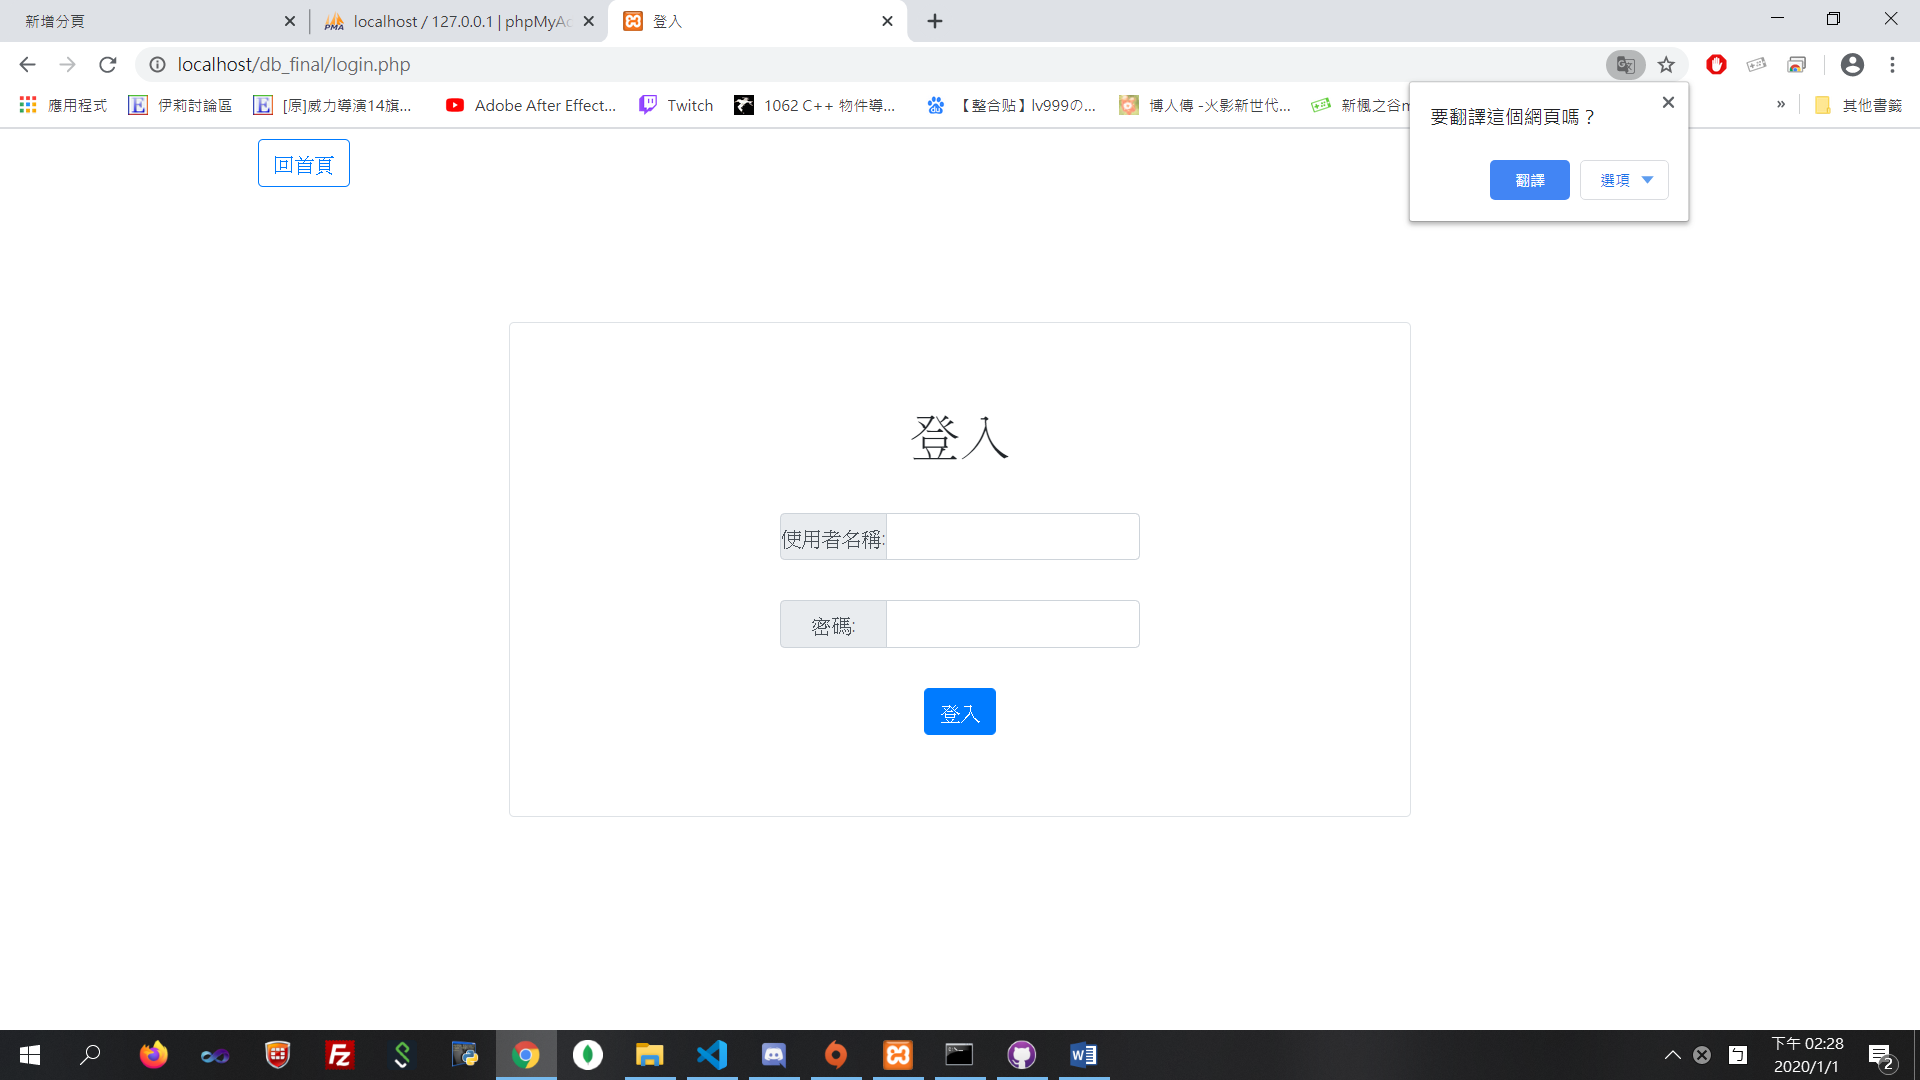 新增分頁
localhost / 127.0.0.1 | phpMyAd
登入
localhost/db_final/login.php
應用程式
伊莉討論區
[原]威力導演14旗...
Adobe After Effect...
Twitch
1062 C++ 物件導...
【整合貼】lv999の...
博人傳 -火影新世代...
新楓之谷m
»
其他書籤
要翻譯這個網頁嗎？
翻譯
選項
回首頁
登入
使用者名稱:
密碼:
登入
下午 02:28
2020/1/1
2